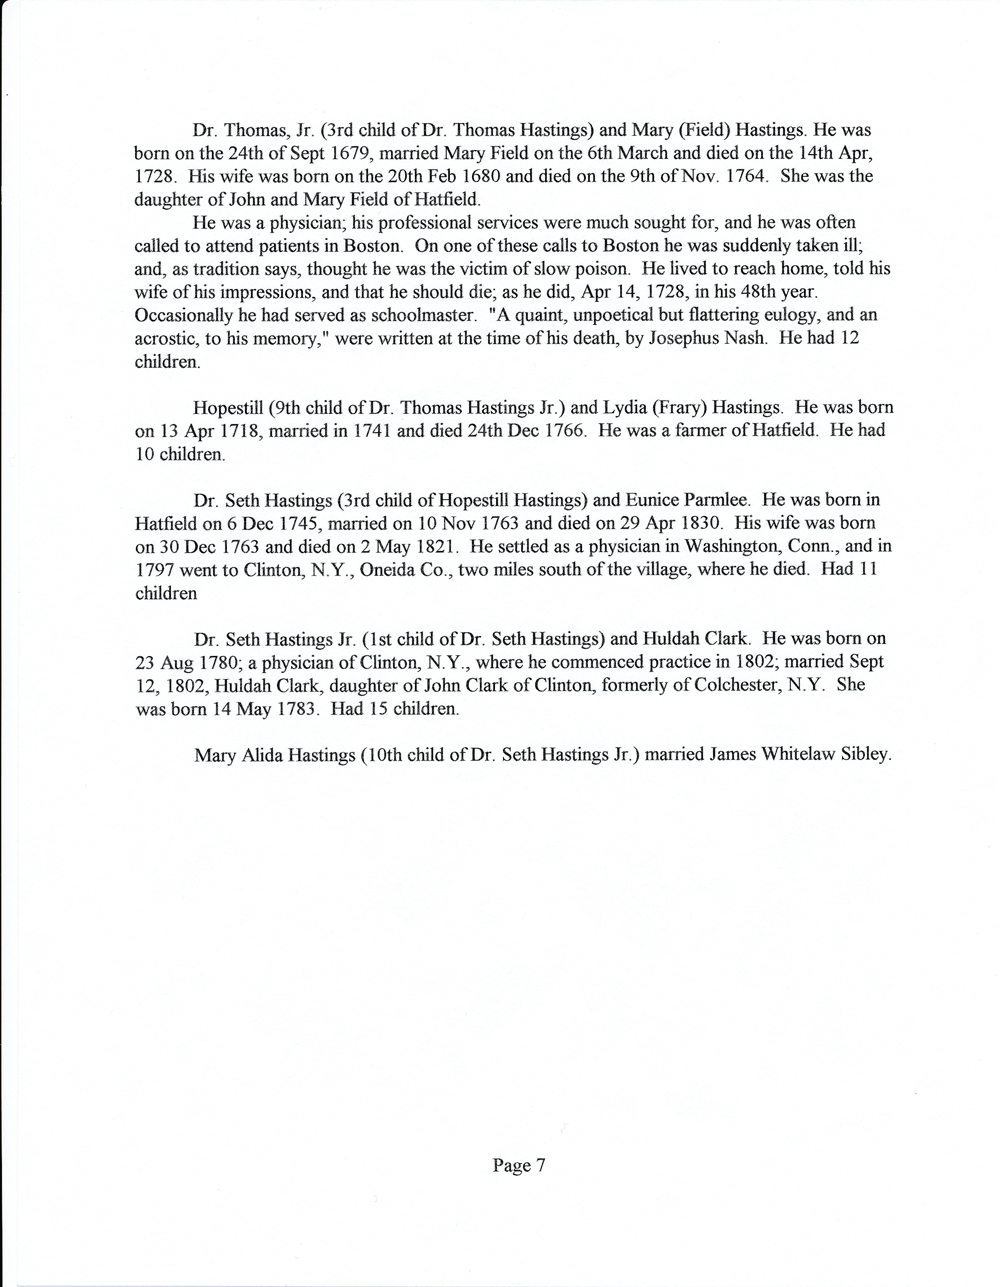 Dr. Thomas, Jr. (3rd child of Dr. Thomas Hastings) and Mary (Field) Hastings. He was
born on the 24th of Sept 1679, married Mary Field on the 6th March and died on the 14th Apr,
1728. His wife was born on the 20th Feb 1680 and died on the 9th of Nov. 1764. She was the
daughter of John and Mary Field of Hatfield.
He was a physician; his professional services were much sought for, and he was often
called to attend patients in Boston. On one of these calls to Boston he was suddenly taken ill;
and, as tradition says, thought he was the victim of slow poison. He lived to reach home, told his
wife of his impressions, and that he should die; as he did, Apr 14, 1728, in his 48th year.
Occasionally he had served as schoolmaster. "A quaint, unpoetical but flattering eulogy, and an
acrostic, to his memory," were written at the time of his death, by Josephus Nash. He had 12
children.
Hopestill (9th child of Dr. Thomas Hastings Jr.) and Lydia (Frary) Hastings. He was born
on 13 Apr 1718, married in 1741 and died 24th Dec 1766. He was a farmer of Hatfield. He had
10 children.
Dr. Seth Hastings (3rd child of Hopestill Hastings) and Eunice Parmlee. He was born in
Hatfield on 6 Dec 1745, married on 10 Nov 1763 and died on 29 Apr 1830. His wife was born
on 30 Dec 1763 and died on 2 May 1821. He settled as a physician in Washington, Conn., and in
1797 went to Clinton, N.Y., Oneida Co., two miles south of the village, where he died. Had 11
children
Dr. Seth Hastings Jr. (1st child of Dr. Seth Hastings) and Huldah Clark. He was born on
23 Aug 1780; a physician of Clinton, N.Y., where he commenced practice in 1802; married Sept
12, 1802, Huldah Clark, daughter of John Clark of Clinton, formerly of Colchester, N.Y. She
was born 14 May 1783. Had 15 children.
Mary Alida Hastings (10th child of Dr. Seth Hastings Jr.) married James Whitelaw Sibley.
Page 7